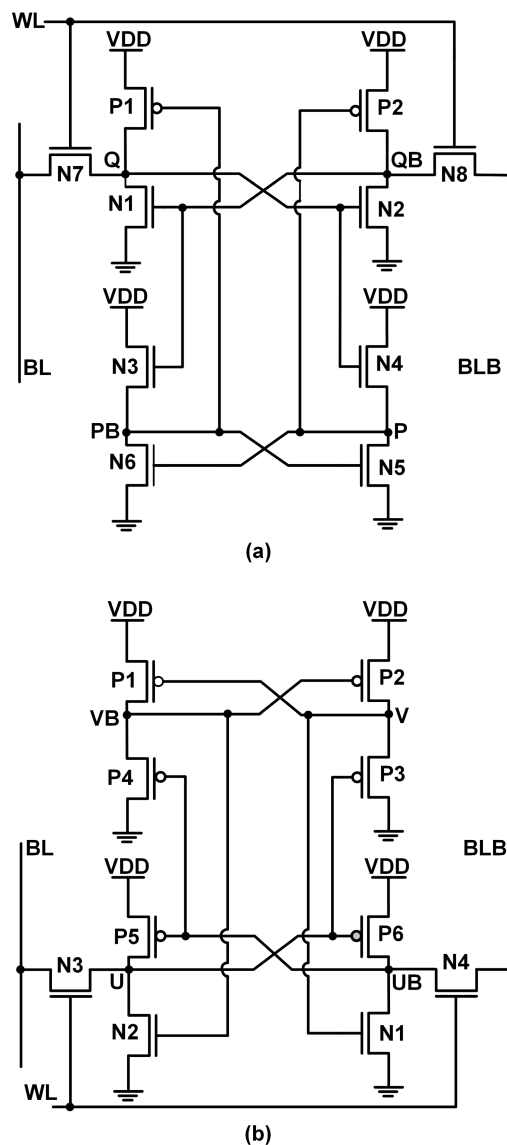 WL
VDD VDD
P1 P2
Q QB
N7 N8
N1 N2
VDD VDD
N3 N4
BL BLB
PB P
N6 N5
(a)
VDD VDD
P1 P2
VB V
P4 P3
BL BLB
VDD VDD
P5 P6
N3 N4
U UB
N2 N1
WL
(b)